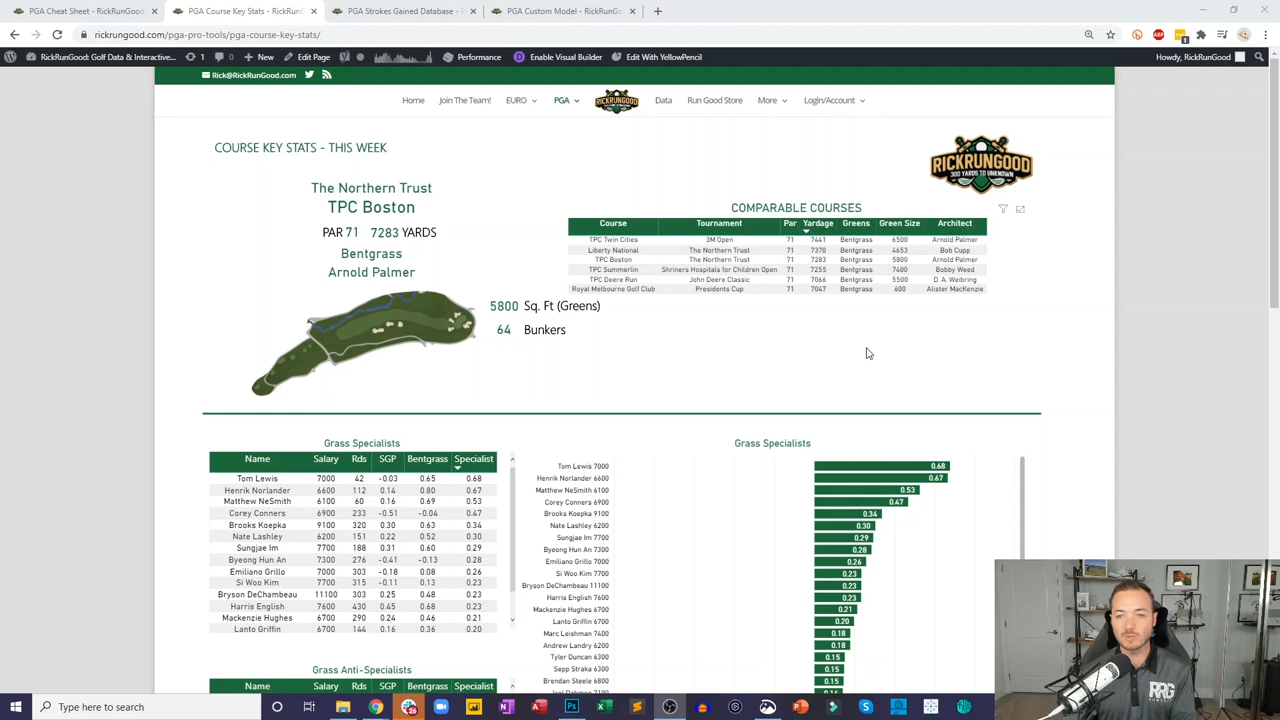 PGA Cheat Sheet - RickRunGood
PGA Course Key Stats - RickRunG
PGA Strokes Gained Database - R
PGA Custom Model - RickRunGo
rickrungood.com/pga-pro-tools/pga-course-key-stats/
RickRunGood: Golf Data & Interactive... 1 0 New Edit Page Performance Enable Visual Builder Edit With YellowPencil Howdy, RickRunGood
Rick@RickRunGood.com
Home Join The Team! EURO PGA RICKRUNGOOD Data Run Good Store More Login/Account
COURSE KEY STATS - THIS WEEK
RICKRUNGOOD
300 YARDS TO UNKNOWN
The Northern Trust
TPC Boston
PAR 71 7283 YARDS
Bentgrass
Arnold Palmer
5800 Sq. Ft (Greens)
64 Bunkers
COMPARABLE COURSES
Course Tournament Par Yardage Greens Green Size Architect
TPC Twin Cities 3M Open 71 7441 Bentgrass 6500 Arnold Palmer
Liberty National The Northern Trust 71 7370 Bentgrass 4653 Bob Cupp
TPC Boston The Northern Trust 71 7283 Bentgrass 5800 Arnold Palmer
TPC Summerlin Shriners Hospitals for Children Open 71 7255 Bentgrass 7400 Bobby Weed
TPC Deere Run John Deere Classic 71 7066 Bentgrass 5500 D. A. Weibring
Royal Melbourne Golf Club Presidents Cup 71 7047 Bentgrass 600 Alister MacKenzie
Grass Specialists
Name Salary Rds SGP Bentgrass Specialist
Tom Lewis 7000 42 -0.03 0.65 0.68
Henrik Norlander 6600 112 0.14 0.80 0.67
Matthew NeSmith 6100 60 0.16 0.69 0.53
Corey Conners 6900 233 -0.51 -0.04 0.47
Brooks Koepka 9100 320 0.30 0.63 0.34
Nate Lashley 6200 151 0.22 0.52 0.30
Sungjae Im 7700 188 0.31 0.60 0.29
Byeong Hun An 7300 276 -0.41 -0.13 0.28
Emiliano Grillo 7000 303 -0.18 0.08 0.26
Si Woo Kim 7700 315 -0.11 0.13 0.23
Bryson DeChambeau 11100 303 0.25 0.48 0.23
Harris English 7600 430 0.45 0.68 0.23
Mackenzie Hughes 6700 290 0.24 0.46 0.21
Lanto Griffin 6700 144 0.16 0.36 0.20
Grass Anti-Specialists
Name Salary Rds SGP Bentgrass Specialist
Grass Specialists
Tom Lewis 7000 0.68
Henrik Norlander 6600 0.67
Matthew NeSmith 6100 0.53
Corey Conners 6900 0.47
Brooks Koepka 9100 0.34
Nate Lashley 6200 0.30
Sungjae Im 7700 0.29
Byeong Hun An 7300 0.28
Emiliano Grillo 7000 0.26
Si Woo Kim 7700 0.23
Bryson DeChambeau 11100 0.23
Harris English 7600 0.23
Mackenzie Hughes 6700 0.21
Lanto Griffin 6700 0.20
Marc Leishman 7400 0.18
Andrew Landry 6200 0.18
Tyler Duncan 6300 0.15
Sepp Straka 6300 0.15
Brendan Steele 6800 0.15
RRG
Type here to search
26